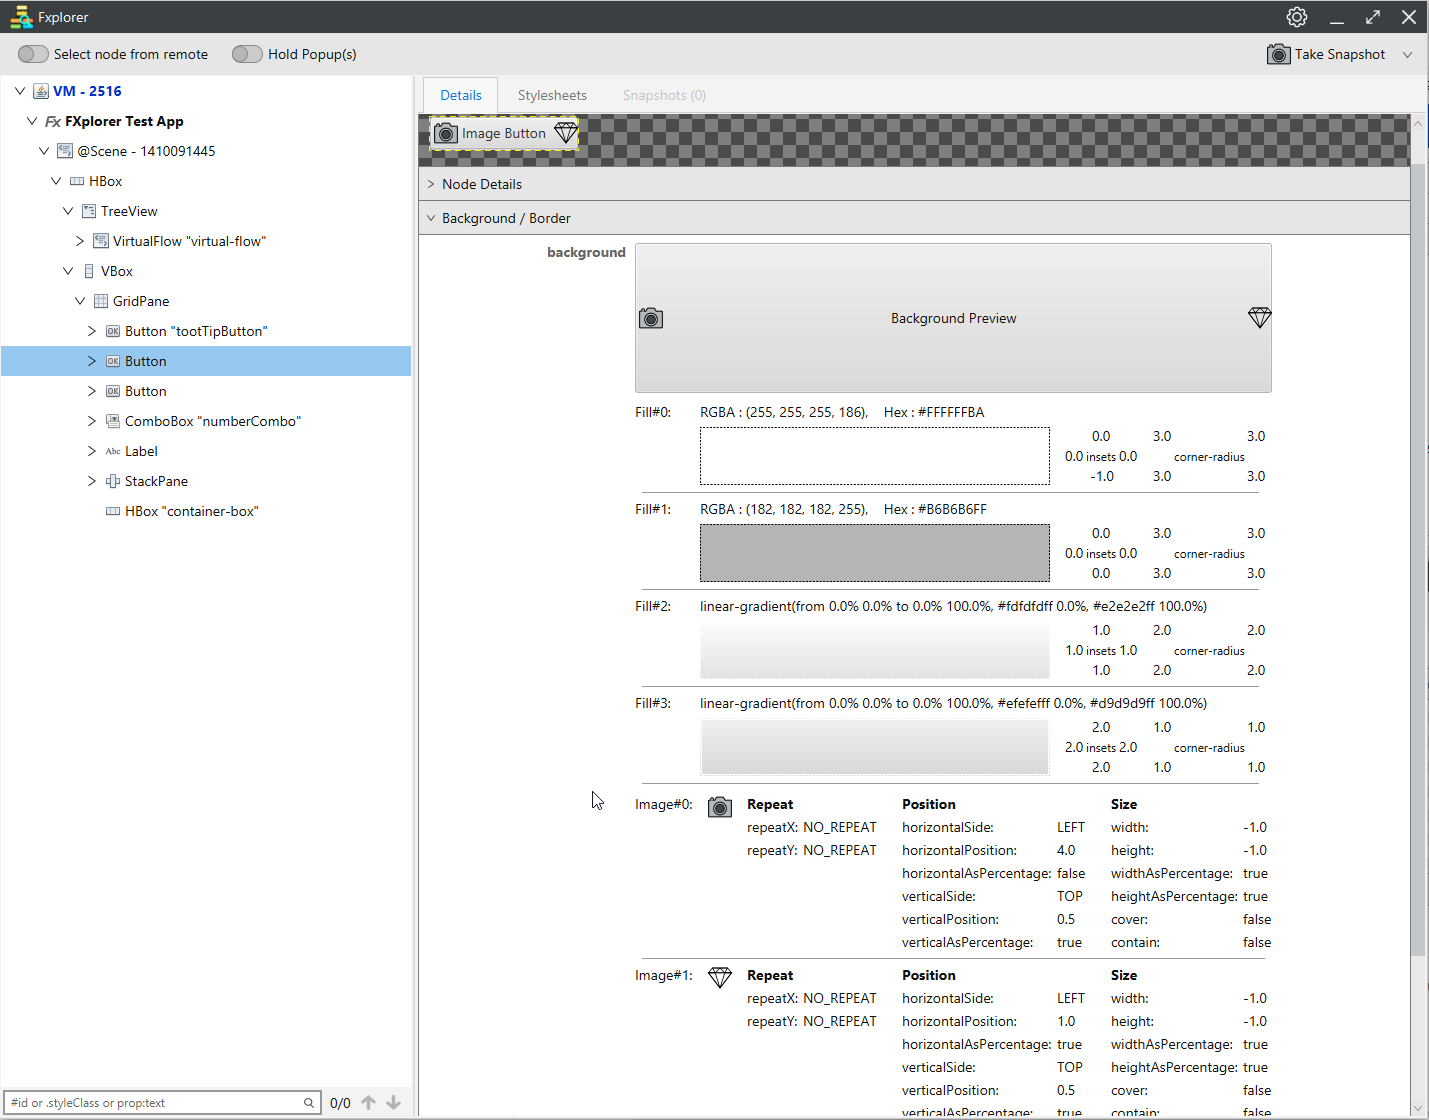 Fxplorer
Select node from remote Hold Popup(s) Take Snapshot
VM - 2516
FX FXplorer Test App
@Scene - 1410091445
HBox
TreeView
VirtualFlow "virtual-flow"
VBox
GridPane
OK Button "tootTipButton"
OK Button
OK Button
ComboBox "numberCombo"
Abc Label
StackPane
HBox "container-box"
#id or .styleClass or prop:text 0/0
Details Stylesheets Snapshots (0)
Image Button
Node Details
Background / Border
background
Background Preview
Fill#0: RGBA : (255, 255, 255, 186), Hex : #FFFFFFBA
0.0 3.0 3.0
0.0 insets 0.0 corner-radius
-1.0 3.0 3.0
Fill#1: RGBA : (182, 182, 182, 255), Hex : #B6B6B6FF
0.0 3.0 3.0
0.0 insets 0.0 corner-radius
0.0 3.0 3.0
Fill#2: linear-gradient(from 0.0% 0.0% to 0.0% 100.0%, #fdfdfdff 0.0%, #e2e2e2ff 100.0%)
1.0 2.0 2.0
1.0 insets 1.0 corner-radius
1.0 2.0 2.0
Fill#3: linear-gradient(from 0.0% 0.0% to 0.0% 100.0%, #efefefff 0.0%, #d9d9d9ff 100.0%)
2.0 1.0 1.0
2.0 insets 2.0 corner-radius
2.0 1.0 1.0
Image#0: Repeat Position Size
repeatX: NO_REPEAT horizontalSide: LEFT width: -1.0
repeatY: NO_REPEAT horizontalPosition: 4.0 height: -1.0
horizontalAsPercentage: false widthAsPercentage: true
verticalSide: TOP heightAsPercentage: true
verticalPosition: 0.5 cover: false
verticalAsPercentage: true contain: false
Image#1: Repeat Position Size
repeatX: NO_REPEAT horizontalSide: LEFT width: -1.0
repeatY: NO_REPEAT horizontalPosition: 1.0 height: -1.0
horizontalAsPercentage: true widthAsPercentage: true
verticalSide: TOP heightAsPercentage: true
verticalPosition: 0.5 cover: false
verticalAsPercentage: true contain: false